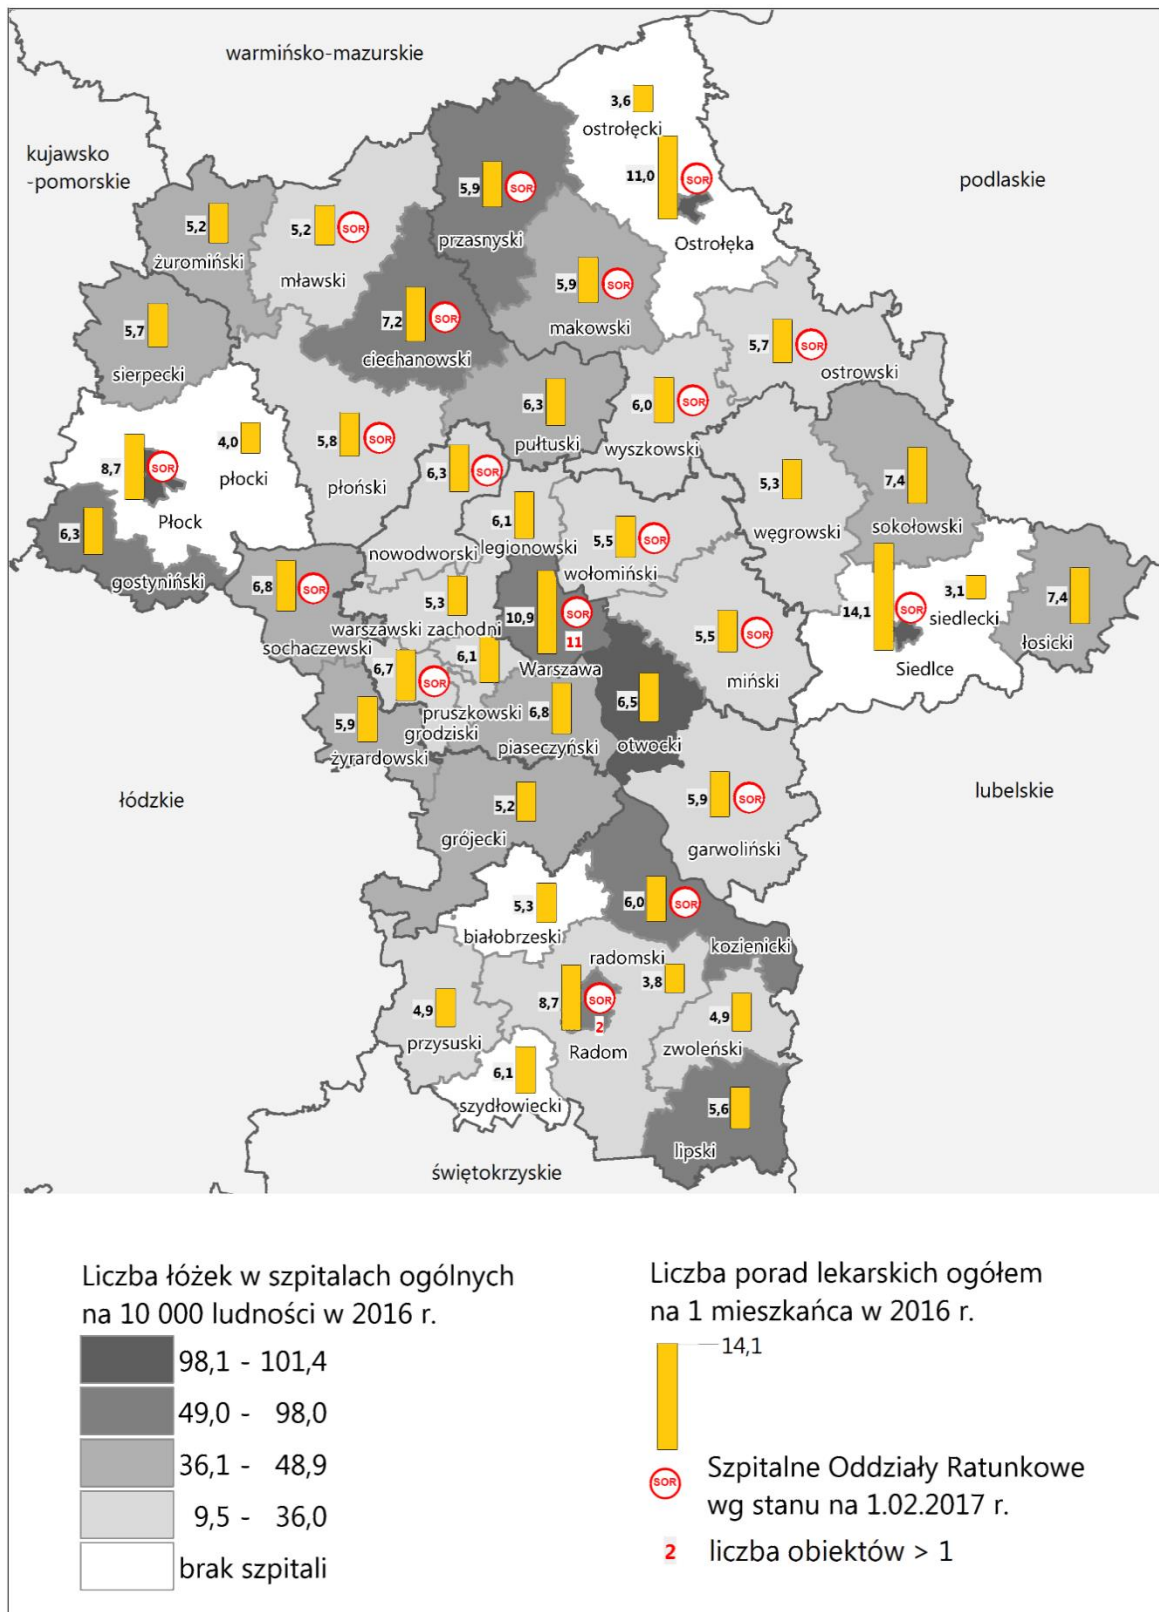 warmińsko-mazurskie
kujawsko
-pomorskie
podlaskie
3,6
ostrołęcki
11,0
SOR
Ostrołęka
5,9
SOR
przasnyski
5,2
żuromiński
5,2
SOR
mławski
5,9
SOR
makowski
7,2
SOR
ciechanowski
5,7
sierpecki
5,7
SOR
ostrowski
6,3
pułtuski
6,0
SOR
wyszkowski
4,0
płocki
8,7
SOR
Płock
5,8
SOR
płoński
6,3
SOR
nowodworski
6,1
legionowski
5,5
SOR
wołomiński
5,3
węgrowski
7,4
sokołowski
6,3
gostyniński
6,8
SOR
sochaczewski
5,3
warszawski zachodni
10,9
SOR
11
Warszawa
14,1
SOR
Siedlce
3,1
siedlecki
7,4
łosicki
5,5
SOR
miński
6,7
SOR
grodziski
6,1
pruszkowski
6,8
piaseczyński
6,5
otwocki
5,9
żyrardowski
5,2
grójecki
5,9
SOR
garwoliński
łódzkie
lubelskie
5,3
białobrzeski
6,0
SOR
kozienicki
radomski
3,8
8,7
SOR
2
Radom
4,9
przysuski
4,9
zwoleński
6,1
szydłowiecki
5,6
lipski
świętokrzyskie
Liczba łóżek w szpitalach ogólnych
na 10 000 ludności w 2016 r.
98,1 - 101,4
49,0 - 98,0
36,1 - 48,9
9,5 - 36,0
brak szpitali
Liczba porad lekarskich ogółem
na 1 mieszkańca w 2016 r.
14,1
SOR
Szpitalne Oddziały Ratunkowe
wg stanu na 1.02.2017 r.
2 liczba obiektów > 1